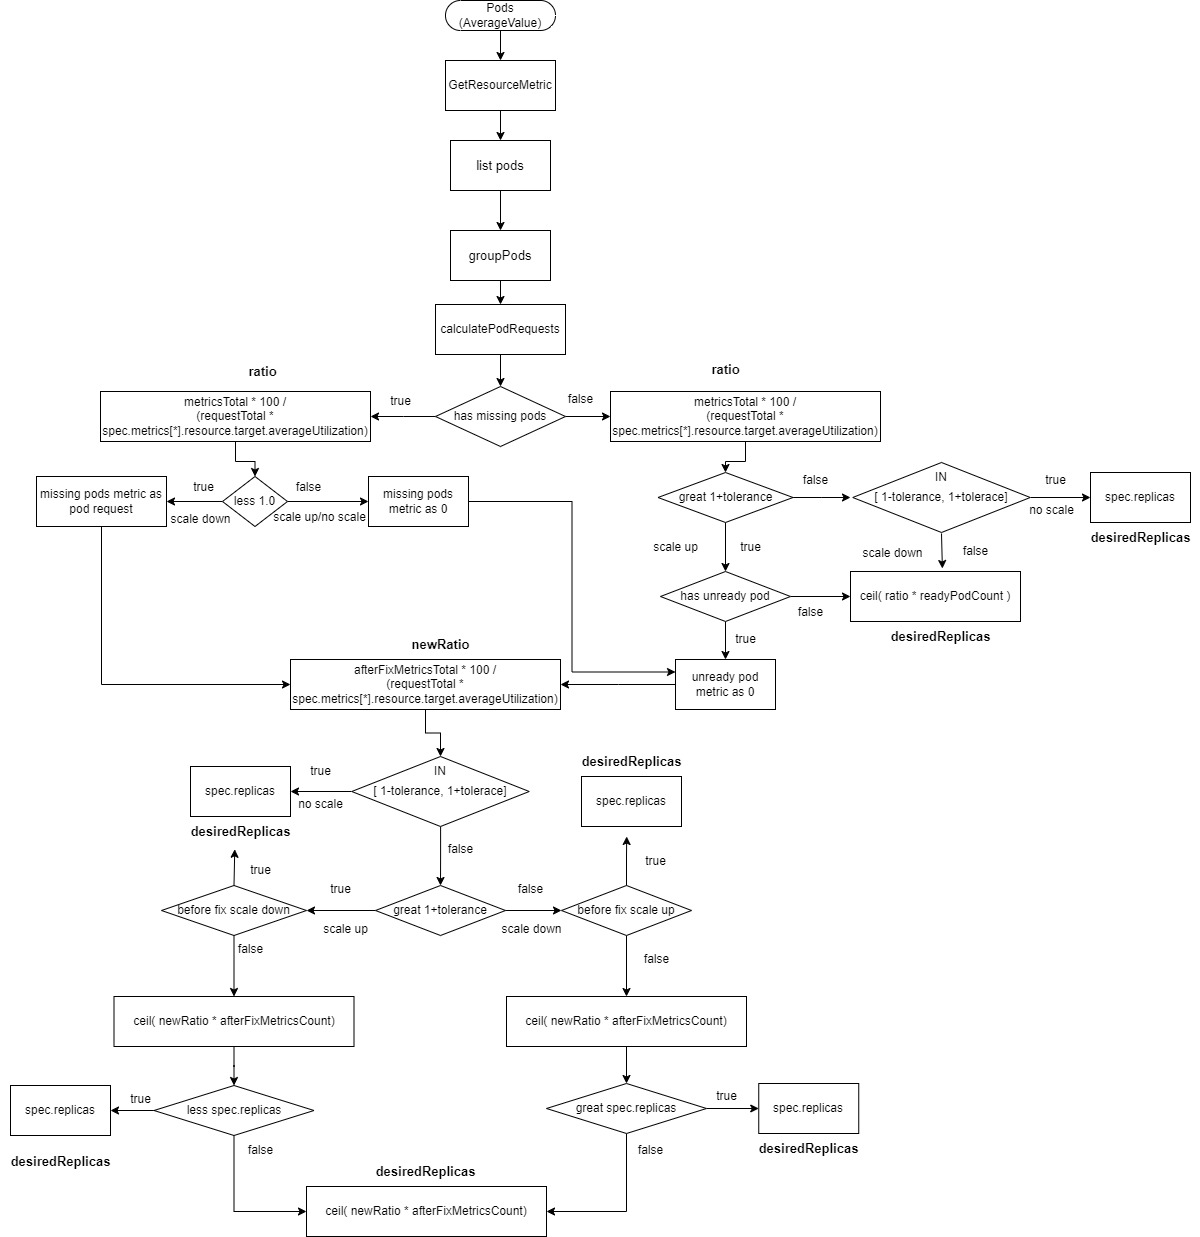 Pods
(AverageValue)
GetResourceMetric
list pods
groupPods
calculatePodRequests
ratio
metricsTotal * 100 /
(requestTotal *
spec.metrics[*].resource.target.averageUtilization)
true
has missing pods
false
ratio
metricsTotal * 100 /
(requestTotal *
spec.metrics[*].resource.target.averageUtilization)
missing pods metric as
pod request
true
scale down
less 1.0
false
scale up/no scale
missing pods
metric as 0
great 1+tolerance
false
IN
[ 1-tolerance, 1+torelace]
true
no scale
spec.replicas
desiredReplicas
scale up
true
scale down
false
has unready pod
false
ceil( ratio * readyPodCount )
desiredReplicas
true
newRatio
afterFixMetricsTotal * 100 /
(requestTotal *
spec.metrics[*].resource.target.averageUtilization)
unready pod
metric as 0
spec.replicas
desiredReplicas
true
no scale
IN
[ 1-tolerance, 1+torelace]
desiredReplicas
spec.replicas
false
true
true
before fix scale down
true
scale up
great 1+tolerance
false
scale down
before fix scale up
false
false
ceil( newRatio * afterFixMetricsCount)
ceil( newRatio * afterFixMetricsCount)
spec.replicas
desiredReplicas
true
less spec.replicas
great spec.replicas
true
spec.replicas
desiredReplicas
false
false
desiredReplicas
ceil( newRatio * afterFixMetricsCount)